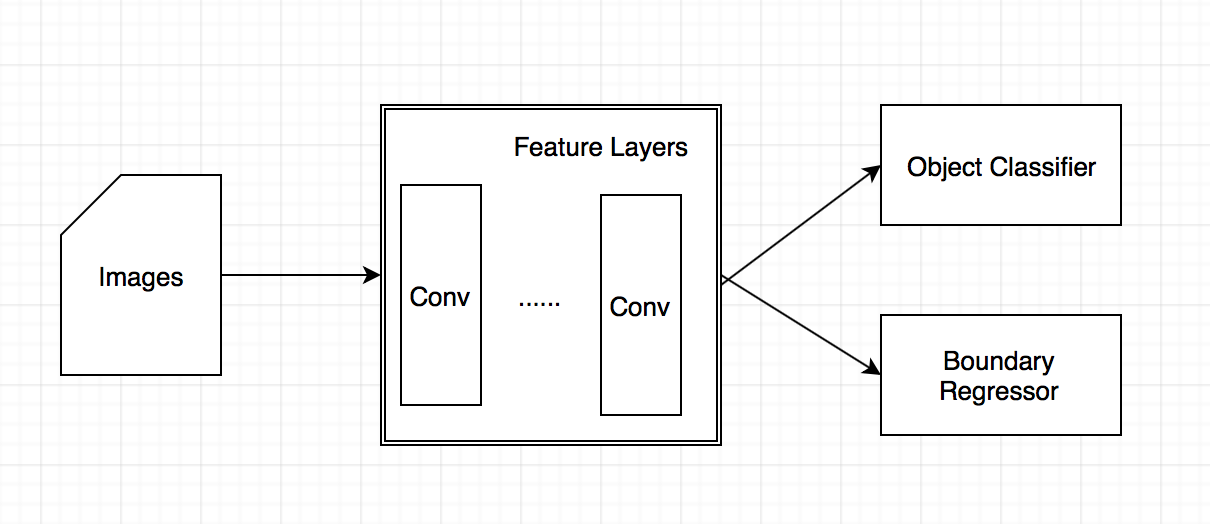 Feature Layers
Images
Conv
......
Conv
Object Classifier
Boundary
Regressor